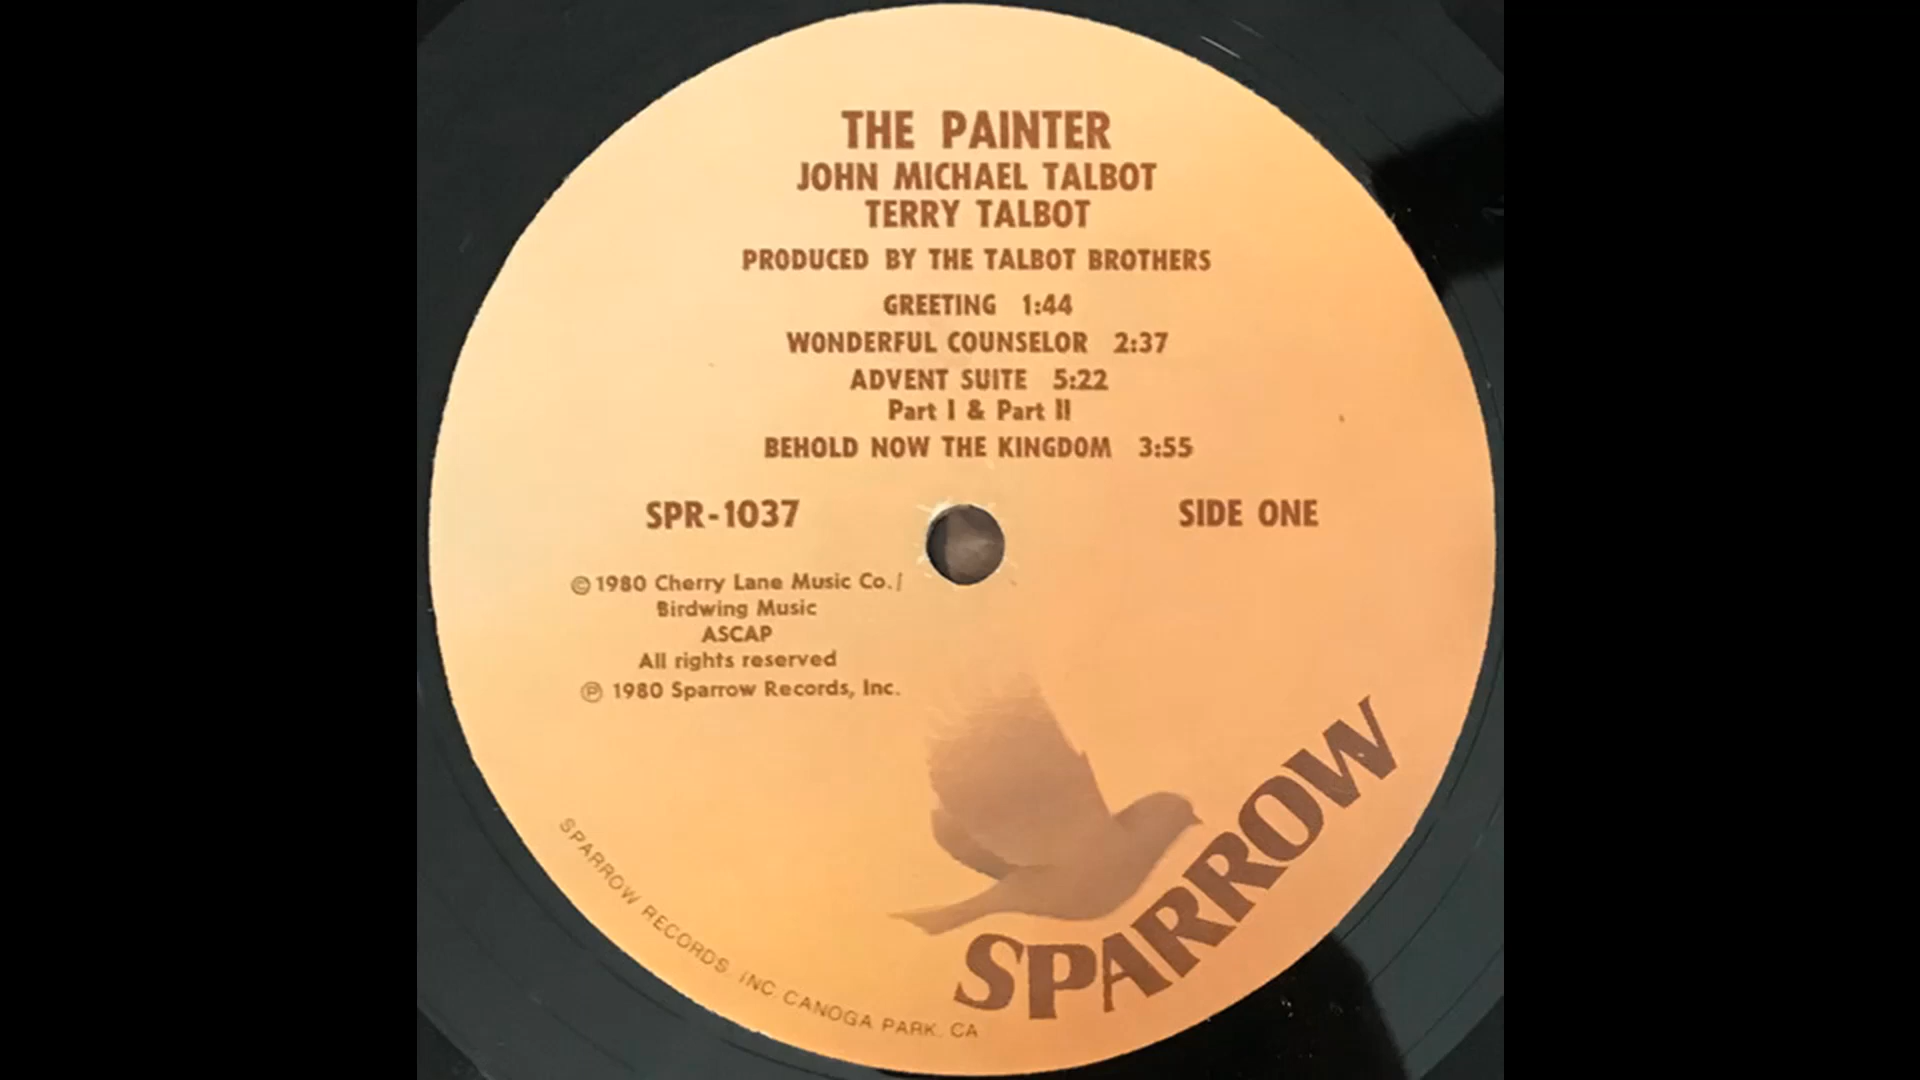 THE PAINTER
JOHN MICHAEL TALBOT
TERRY TALBOT
PRODUCED BY THE TALBOT BROTHERS
GREETING 1:44
WONDERFUL COUNSELOR 2:37
ADVENT SUITE 5:22
Part I & Part II
BEHOLD NOW THE KINGDOM 3:55
SPR-1037
SIDE ONE
© 1980 Cherry Lane Music Co./
Birdwing Music
ASCAP
All rights reserved
℗ 1980 Sparrow Records, Inc.
SPARROW
SPARROW RECORDS, INC. CANOGA PARK, CA